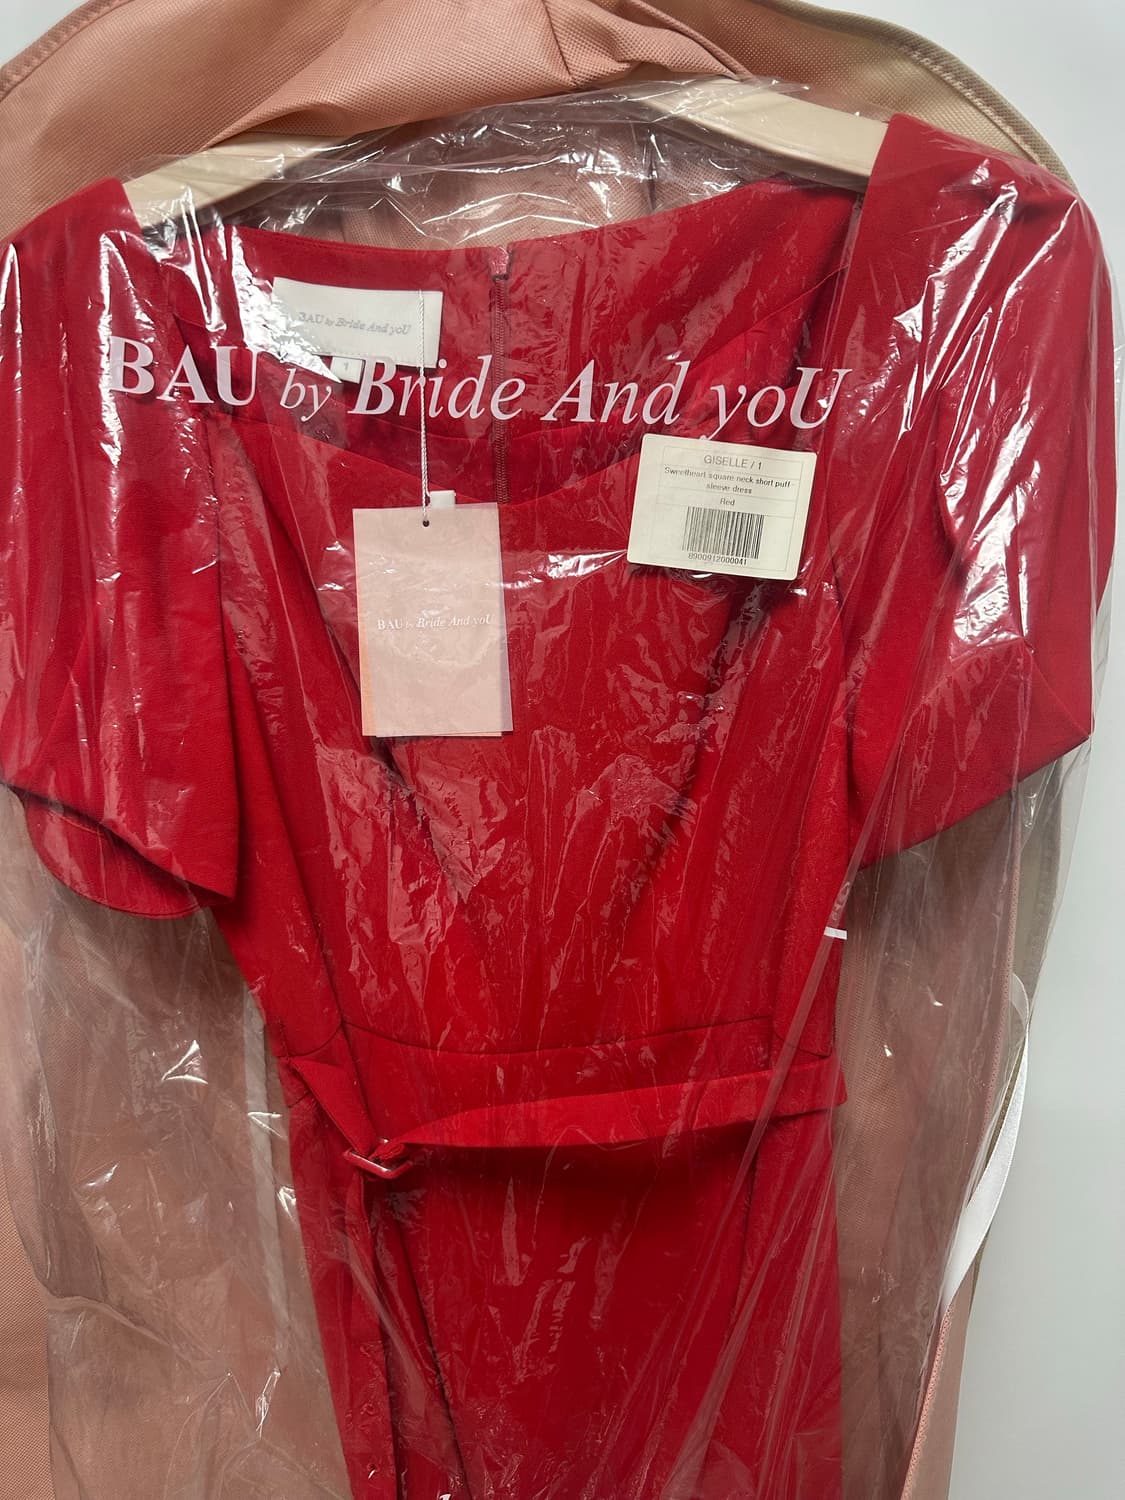 BAU by Bride And yoU
1
BAU by Bride And yoU
GISELLE / 1
Sweetheart square neck short puff
sleeve dress
Red
8900912000041
BAU by Bride And yoU